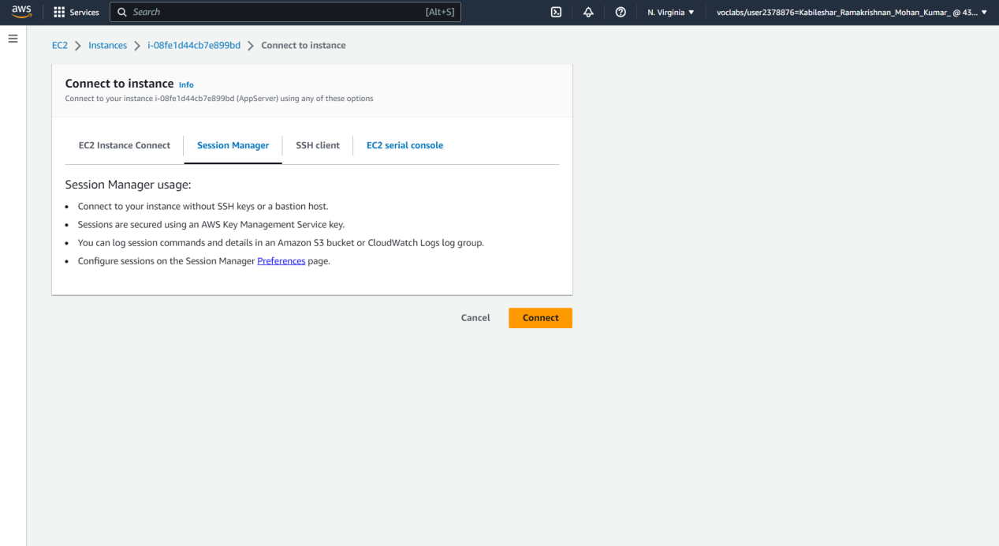 aws
Services
Search
[Alt+S]
N. Virginia
voclabs/user2378876=Kabileshar_Ramakrishnan_Mohan_Kumar_ @ 43...
EC2 > Instances > i-08fe1d44cb7e899bd > Connect to instance
Connect to instance Info
Connect to your instance i-08fe1d44cb7e899bd (AppServer) using any of these options
EC2 Instance Connect
Session Manager
SSH client
EC2 serial console
Session Manager usage:
• Connect to your instance without SSH keys or a bastion host.
• Sessions are secured using an AWS Key Management Service key.
• You can log session commands and details in an Amazon S3 bucket or CloudWatch Logs log group.
• Configure sessions on the Session Manager Preferences page.
Cancel
Connect